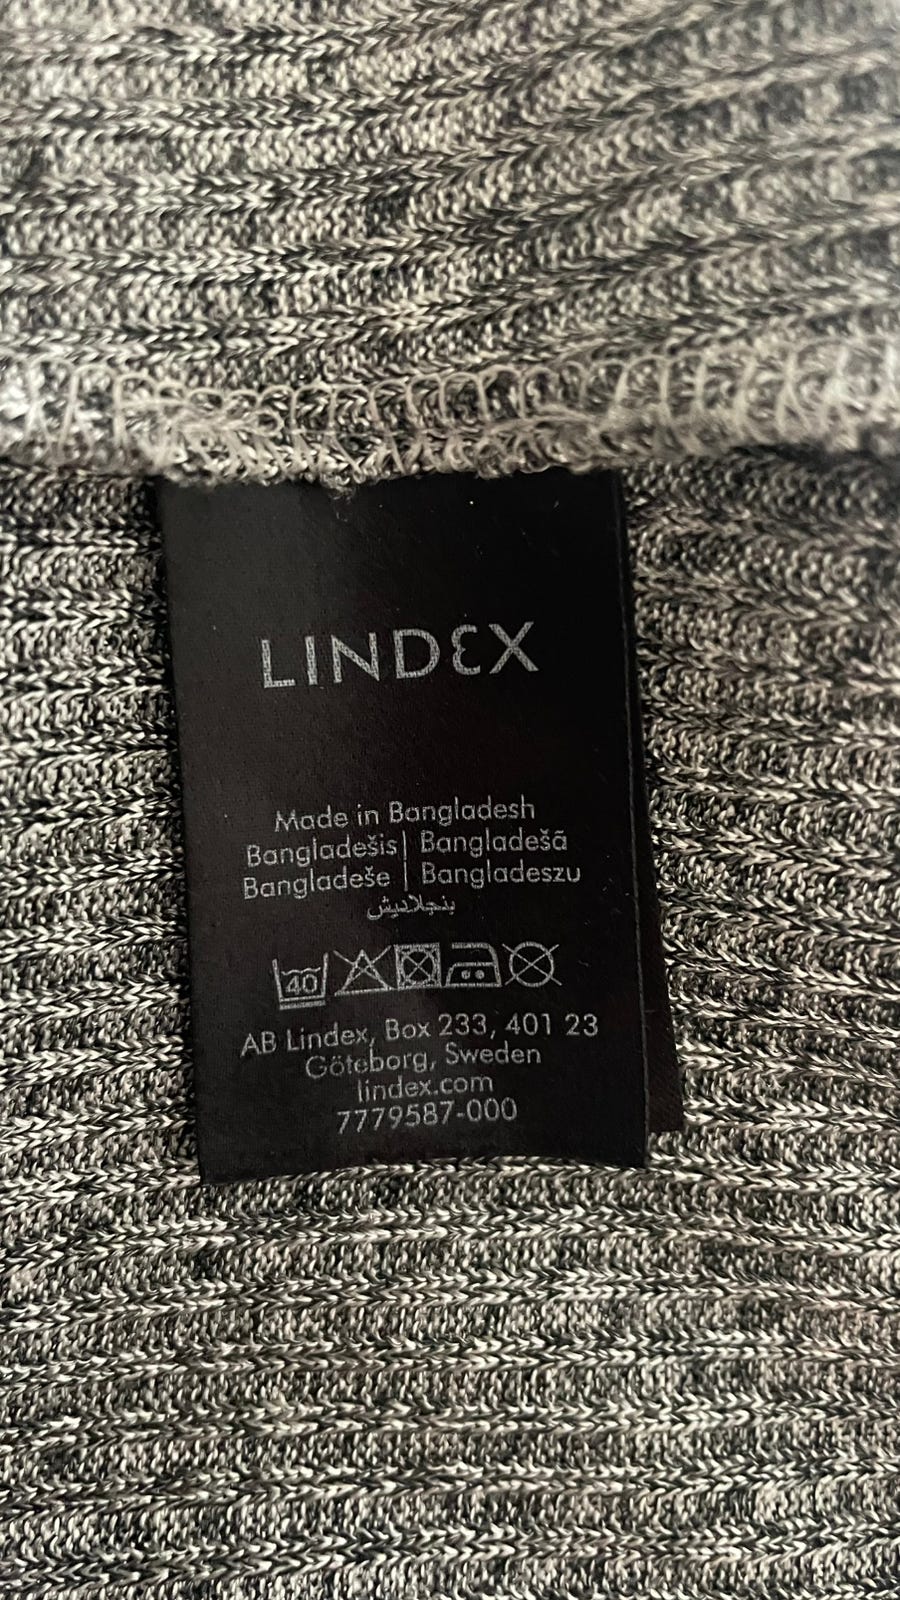 LINDEX
Made in Bangladesh
Bangladešis | Bangladešā
Bangladeše | Bangladeszu
بنجلاديش
40
AB Lindex, Box 233, 401 23
Göteborg, Sweden
lindex.com
7779587-000